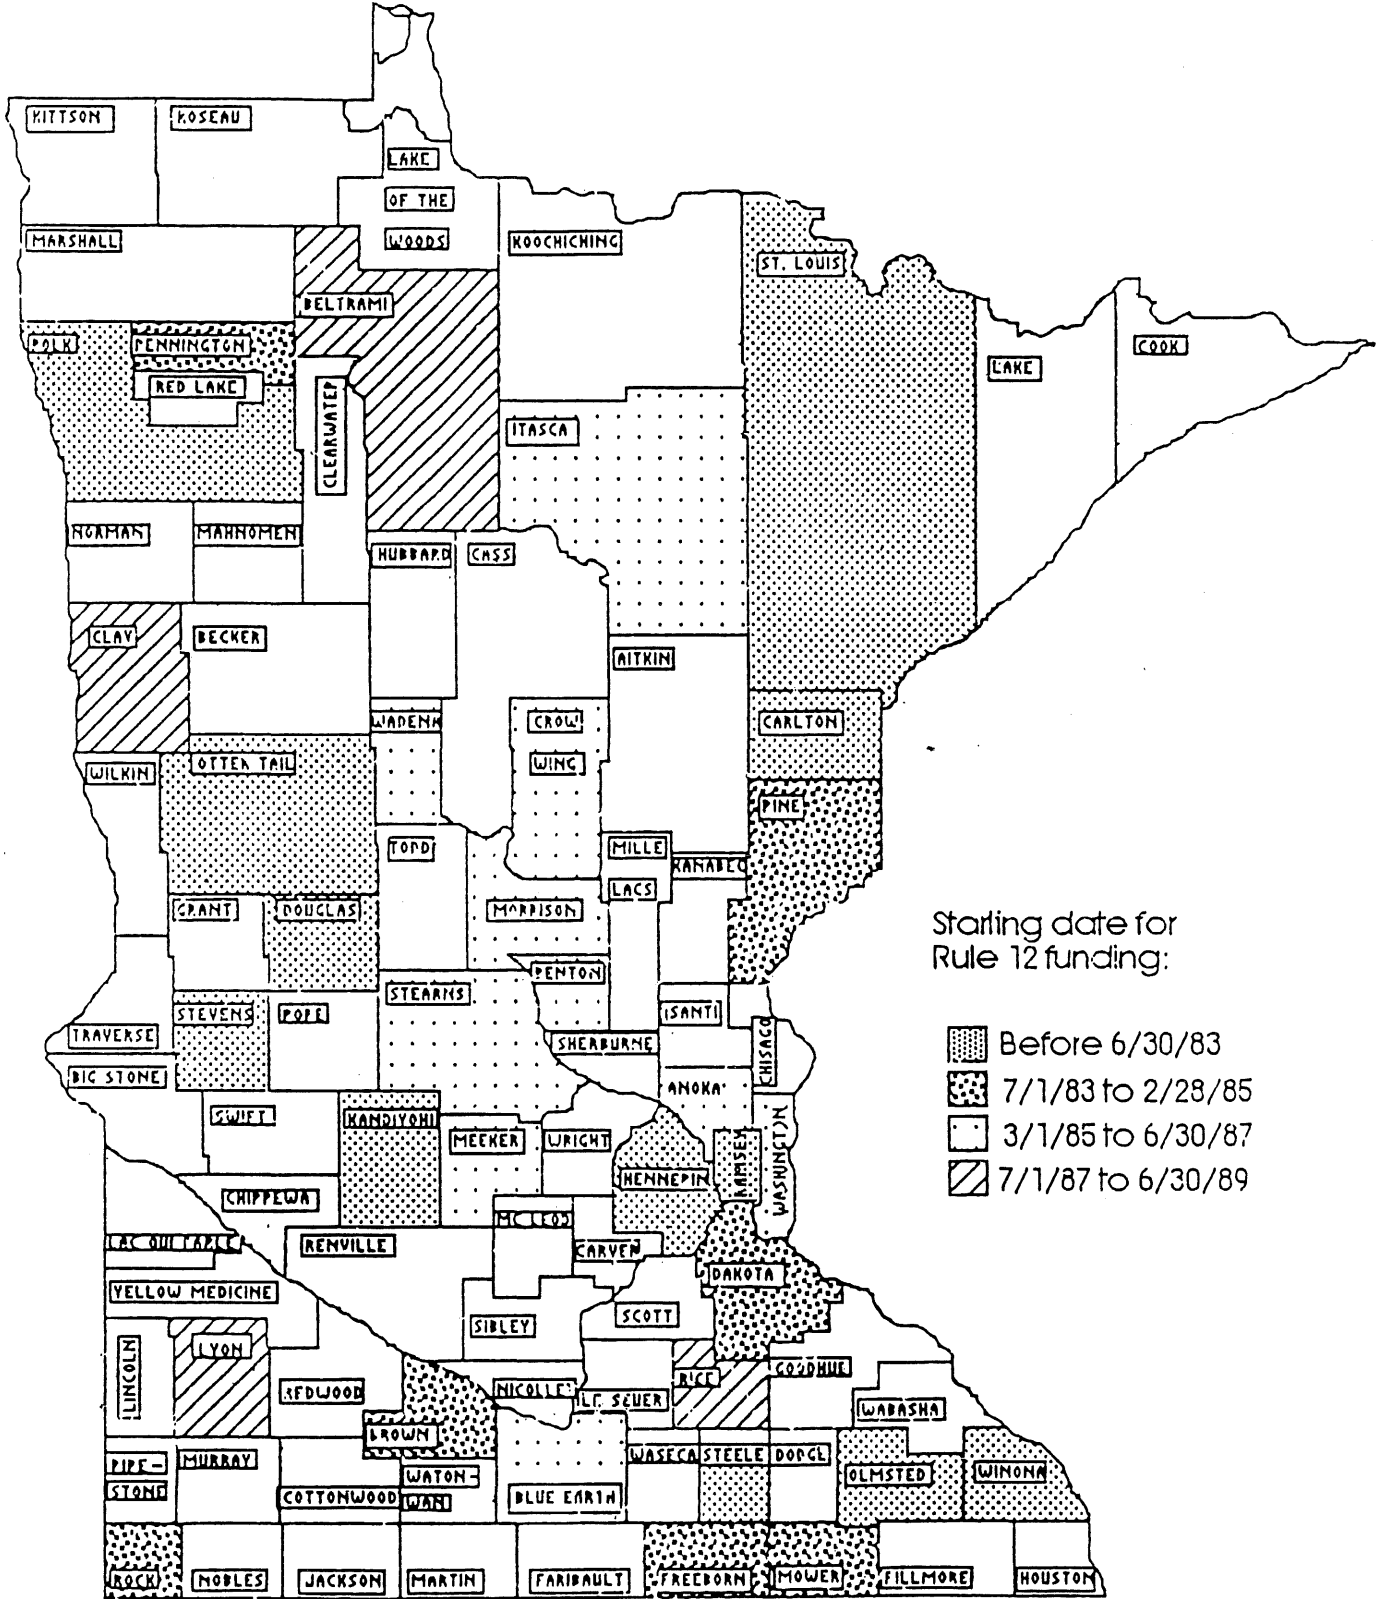 KITTSON
ROSEAU
LAKE
OF THE
WOODS
MARSHALL
KOOCHICHING
ST. LOUIS
BELTRAMI
POLK
PENNINGTON
COOK
LAKE
RED LAKE
CLEARWATER
ITASCA
NORMAN
MAHNOMEN
HUBBARD
CASS
CLAY
BECKER
AITKIN
WADENA
CROW
WING
CARLTON
OTTER TAIL
WILKIN
PINE
TODD
MILLE
LACS
KANABEC
GRANT
DOUGLAS
MORRISON
BENTON
STEARNS
STEVENS
POPE
ISANTI
TRAVERSE
SHERBURNE
CHISAGO
BIG STONE
ANOKA
SWIFT
KANDIYOHI
MEEKER
WRIGHT
HENNEPIN
RAMSEY
WASHINGTON
CHIPPEWA
MC LEOD
LAC QUI PARLE
RENVILLE
CARVER
YELLOW MEDICINE
DAKOTA
SIBLEY
SCOTT
LINCOLN
LYON
REDWOOD
NICOLLET
LE SEUER
RICE
GOODHUE
WABASHA
BROWN
PIPE-
STONE
MURRAY
COTTONWOOD
WATON-
WAN
BLUE EARTH
WASECA
STEELE
DODGE
OLMSTED
WINONA
ROCK
NOBLES
JACKSON
MARTIN
FARIBAULT
FREEBORN
MOWER
FILLMORE
HOUSTON
Starting date for
Rule 12 funding:
Before 6/30/83
7/1/83 to 2/28/85
3/1/85 to 6/30/87
7/1/87 to 6/30/89